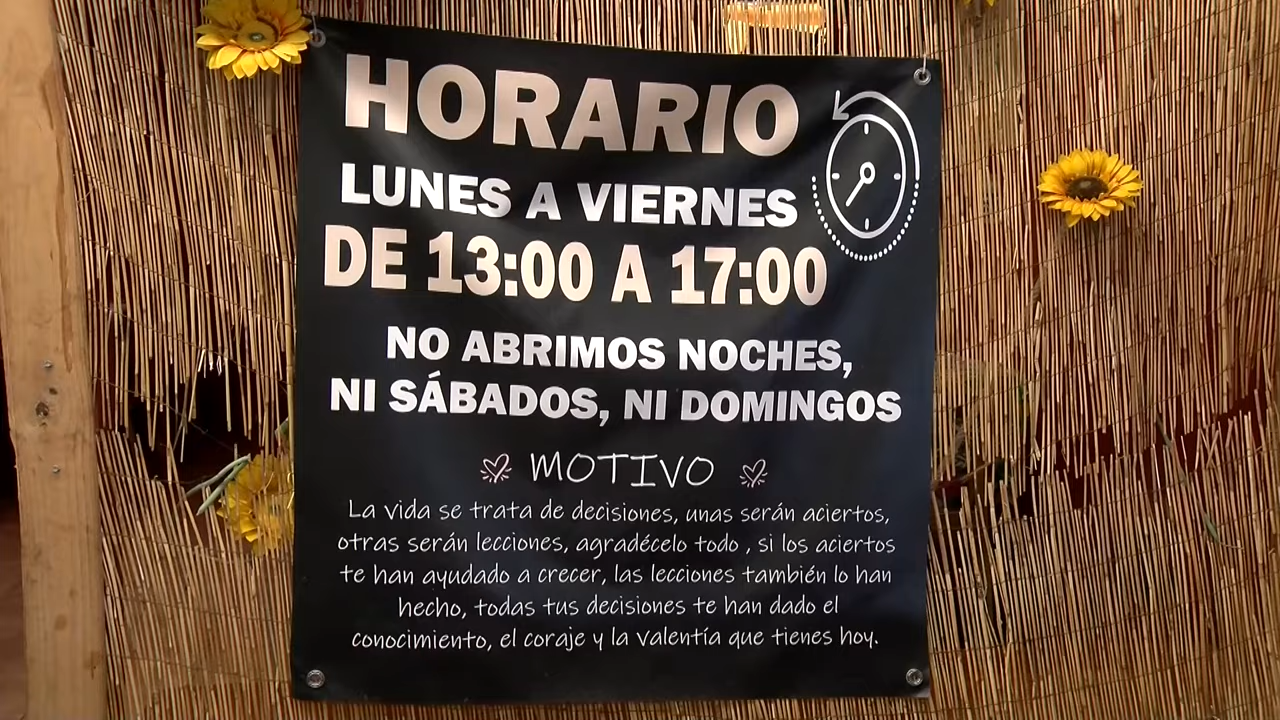 HORARIO
LUNES A VIERNES
DE 13:00 A 17:00
NO ABRIMOS NOCHES,
NI SÁBADOS, NI DOMINGOS
MOTIVO
La vida se trata de decisiones, unas serán aciertos,
otras serán lecciones, agradécelo todo , si los aciertos
te han ayudado a crecer, las lecciones también lo han
hecho, todas tus decisiones te han dado el
conocimiento, el coraje y la valentía que tienes hoy.